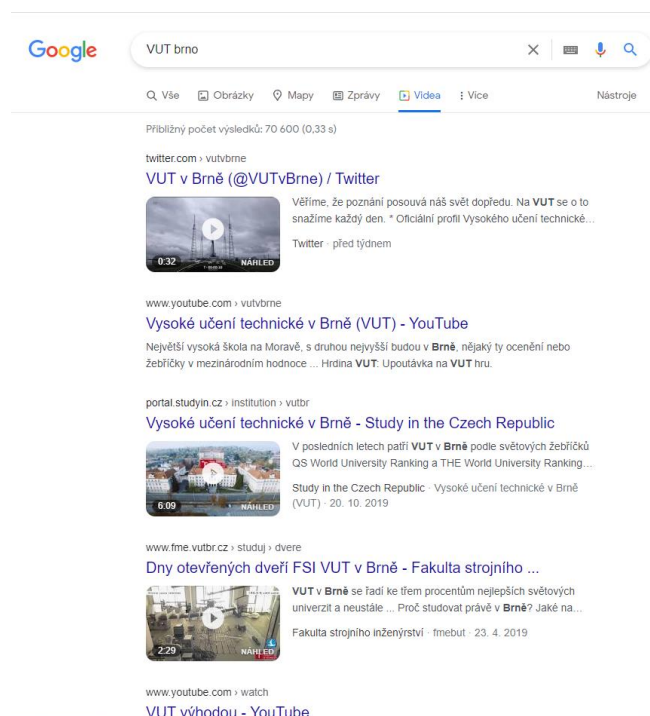 Google VUT brno
Vše Obrázky Mapy Zprávy Videa Více Nástroje
Přibližný počet výsledků: 70 600 (0,33 s)
twitter.com › vutvbrne
VUT v Brně (@VUTvBrne) / Twitter
Věříme, že poznání posouvá náš svět dopředu. Na VUT se o to
snažíme každý den. * Oficiální profil Vysokého učení technické...
0:32 NÁHLED
Twitter · před týdnem
www.youtube.com › vutvbrne
Vysoké učení technické v Brně (VUT) - YouTube
Největší vysoká škola na Moravě, s druhou nejvyšší budou v Brně, nějaký ty ocenění nebo
žebříčky v mezinárodním hodnoce ... Hrdina VUT: Upoutávka na VUT hru.
portal.studyin.cz › institution › vutbr
Vysoké učení technické v Brně - Study in the Czech Republic
V posledních letech patří VUT v Brně podle světových žebříčků
QS World University Ranking a THE World University Ranking...
6:09 NÁHLED
Study in the Czech Republic · Vysoké učení technické v Brně
(VUT) · 20. 10. 2019
www.fme.vutbr.cz › studuj › dvere
Dny otevřených dveří FSI VUT v Brně - Fakulta strojního ...
VUT v Brně se řadí ke třem procentům nejlepších světových
univerzit a neustále ... Proč studovat právě v Brně? Jaké na...
2:29 NÁHLED
Fakulta strojního inženýrství · fmebut · 23. 4. 2019
www.youtube.com › watch
VUT výhodou - YouTube